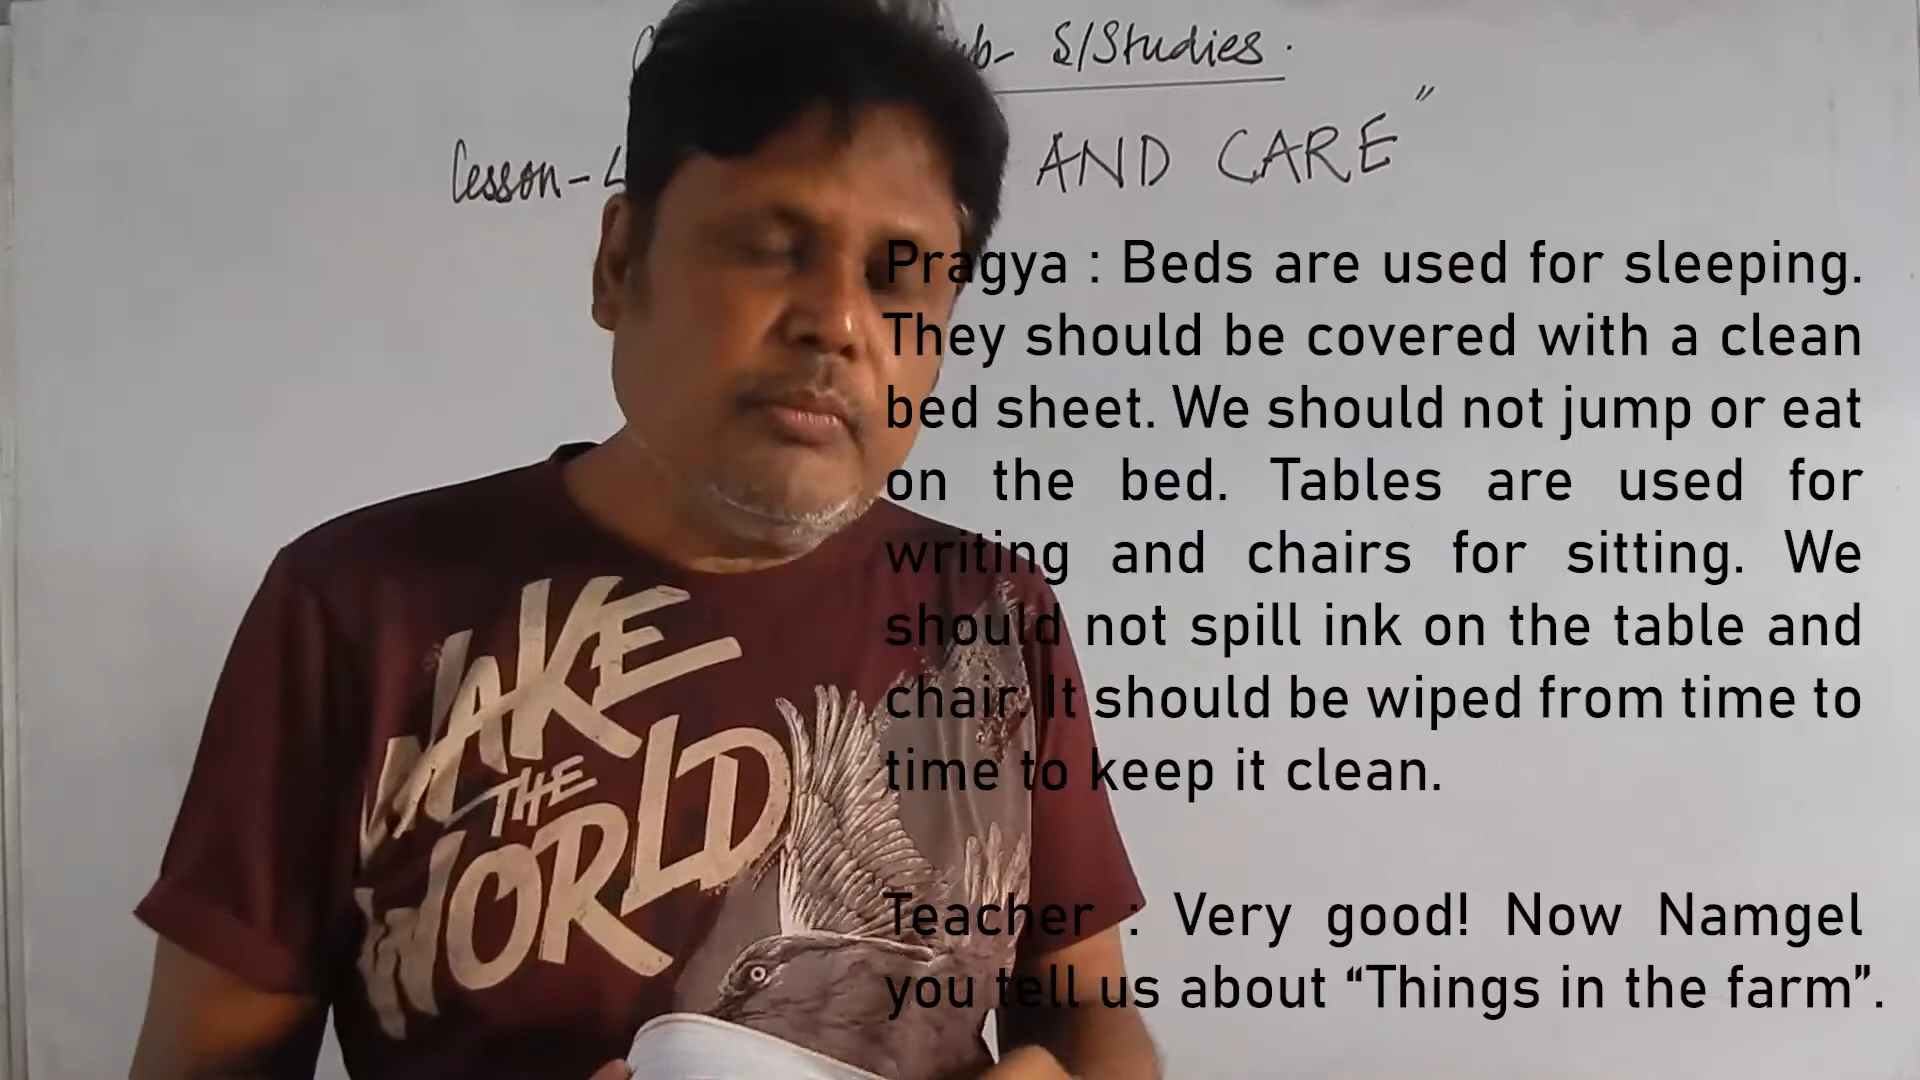 S/Studies.
Lesson- AND CARE"
Pragya : Beds are used for sleeping.
They should be covered with a clean
bed sheet. We should not jump or eat
on the bed. Tables are used for
writing and chairs for sitting. We
should not spill ink on the table and
chair. It should be wiped from time to
time to keep it clean.
Teacher : Very good! Now Namgel
you tell us about “Things in the farm”.
WAKE
THE
WORLD